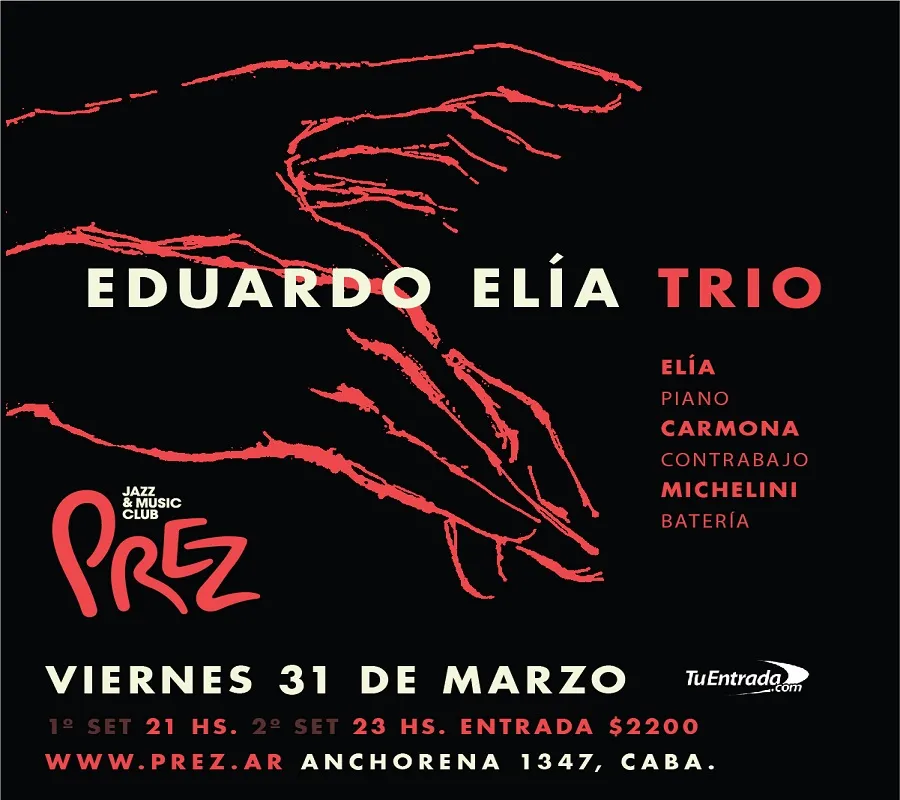 EDUARDO ELÍA TRIO
ELÍA
PIANO
CARMONA
CONTRABAJO
MICHELINI
BATERÍA
JAZZ
& MUSIC
CLUB
PREZ
VIERNES 31 DE MARZO
TuEntrada
.com
1º SET 21 HS. 2º SET 23 HS. ENTRADA $2200
WWW.PREZ.AR ANCHORENA 1347, CABA.